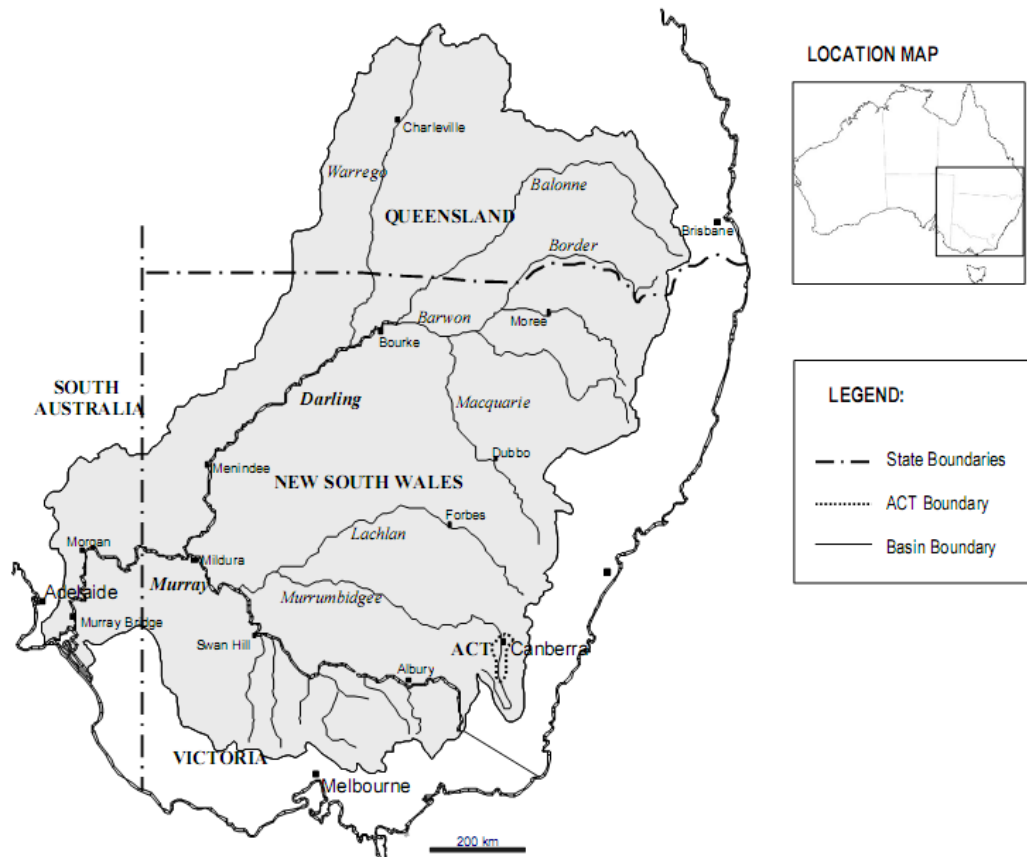 LOCATION MAP
Charleville
Warrego
Balonne
QUEENSLAND
Brisbane
Border
Barwon
Moree
Bourke
SOUTH
AUSTRALIA
Darling
Macquarie
LEGEND:
Dubbo
State Boundaries
Menindee
NEW SOUTH WALES
ACT Boundary
Forbes
Lachlan
Morgan
Basin Boundary
Mildura
Murray
Adelaide
Murrumbidgee
Murray Bridge
Swan Hill
ACT
Canberra
Albury
VICTORIA
Melbourne
200 km